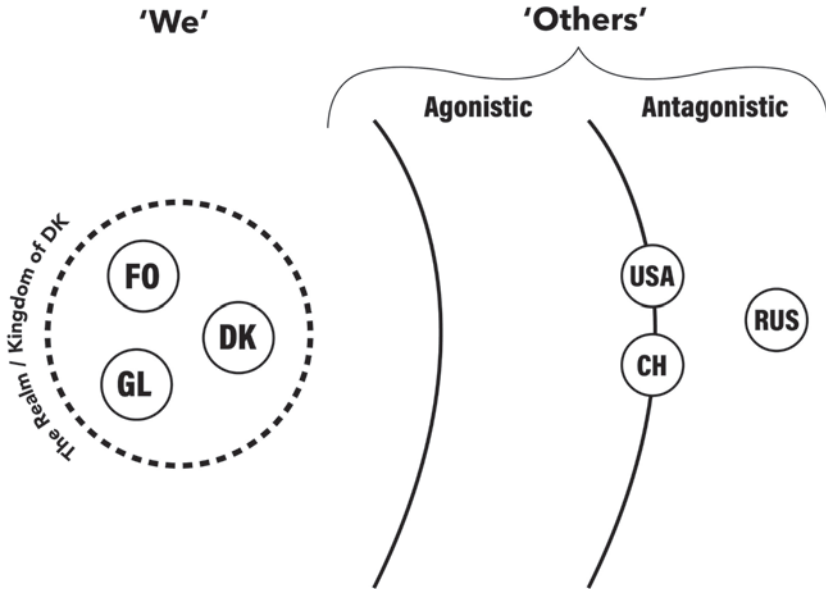 'We'
'Others'
Agonistic
Antagonistic
The Realm / Kingdom of DK
FO
DK
GL
USA
CH
RUS